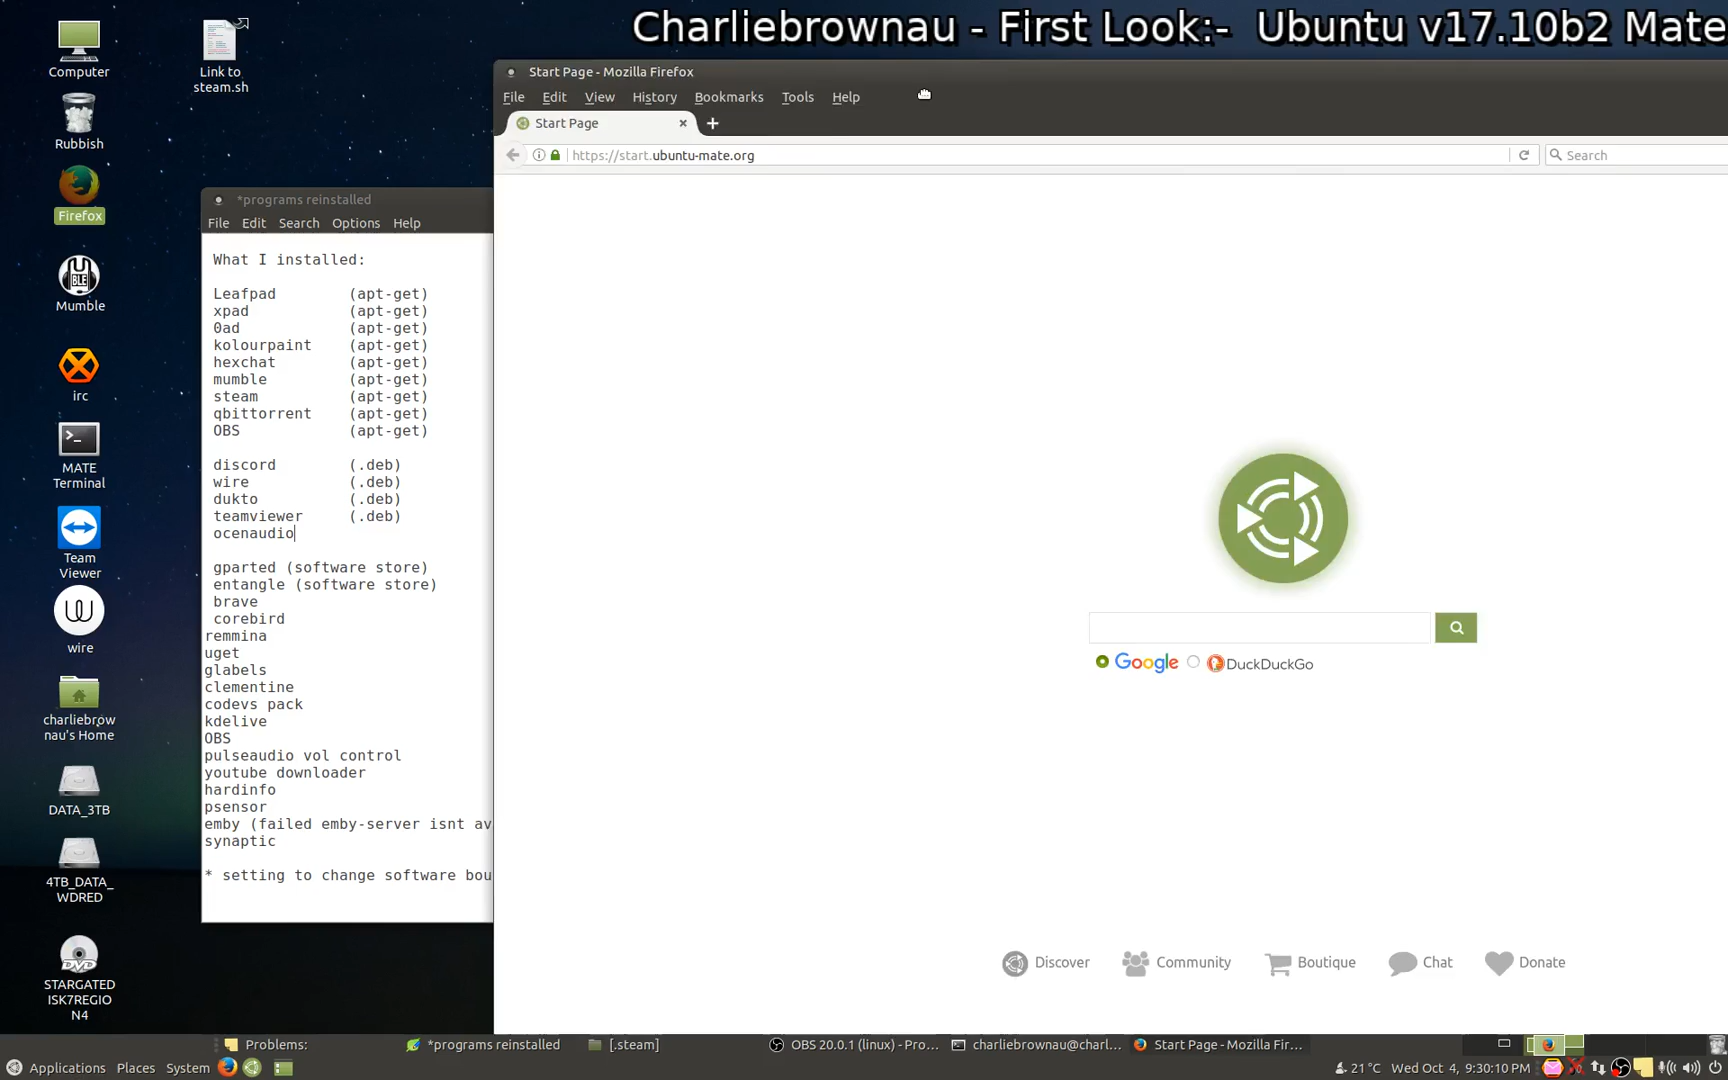 Charliebrownau - First Look:- Ubuntu v17.10b2 Mate
Computer
Link to
steam.sh
Rubbish
Firefox
Mumble
irc
MATE
Terminal
Team
Viewer
wire
charliebrow
nau's Home
DATA_3TB
4TB_DATA_
WDRED
STARGATED
ISK7REGIO
N4
*programs reinstalled
File Edit Search Options Help
What I installed:
Leafpad (apt-get)
xpad (apt-get)
0ad (apt-get)
kolourpaint (apt-get)
hexchat (apt-get)
mumble (apt-get)
steam (apt-get)
qbittorrent (apt-get)
OBS (apt-get)
discord (.deb)
wire (.deb)
dukto (.deb)
teamviewer (.deb)
ocenaudio
gparted (software store)
entangle (software store)
brave
corebird
remmina
uget
glabels
clementine
codevs pack
kdelive
OBS
pulseaudio vol control
youtube downloader
hardinfo
psensor
emby (failed emby-server isnt av
synaptic
* setting to change software bou
Start Page - Mozilla Firefox
File Edit View History Bookmarks Tools Help
Start Page
https://start.ubuntu-mate.org
Search
Google DuckDuckGo
Discover Community Boutique Chat Donate
Problems: *programs reinstalled [.steam] OBS 20.0.1 (linux) - Pro... charliebrownau@charl... Start Page - Mozilla Fir...
Applications Places System 21 °C Wed Oct 4, 9:30:10 PM